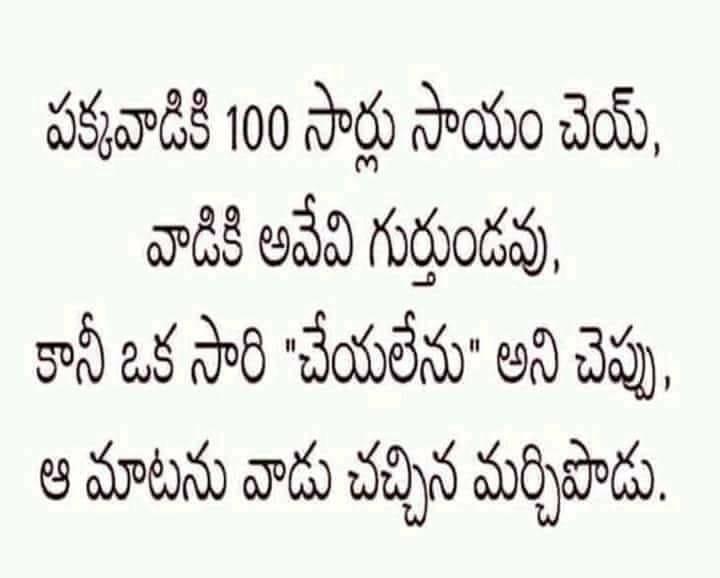 పక్కవాడికి 100 సార్లు సాయం చెయ్,
వాడికి అవేవి గుర్తుండవు,
కానీ ఒక సారి "చేయలేను" అని చెప్పు,
ఆ మాటను వాడు చచ్చిన మర్చిపొడు.